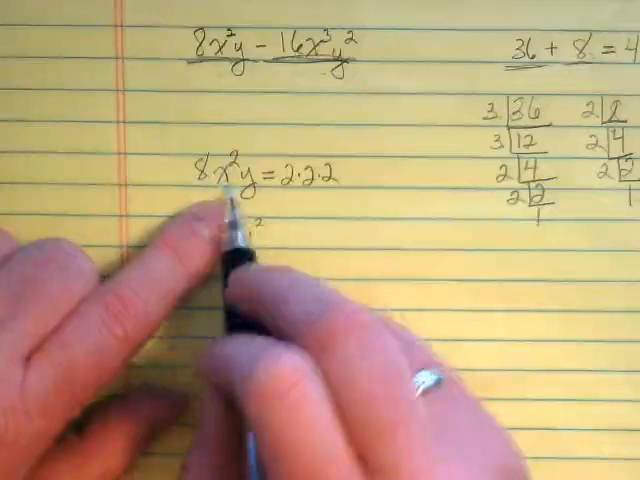 8x²y - 16x³y² 36 + 8 = 4
3 36 2 8
3 12 2 4
8x²y = 2·2·2 2 4 2 2
2 2 1
1